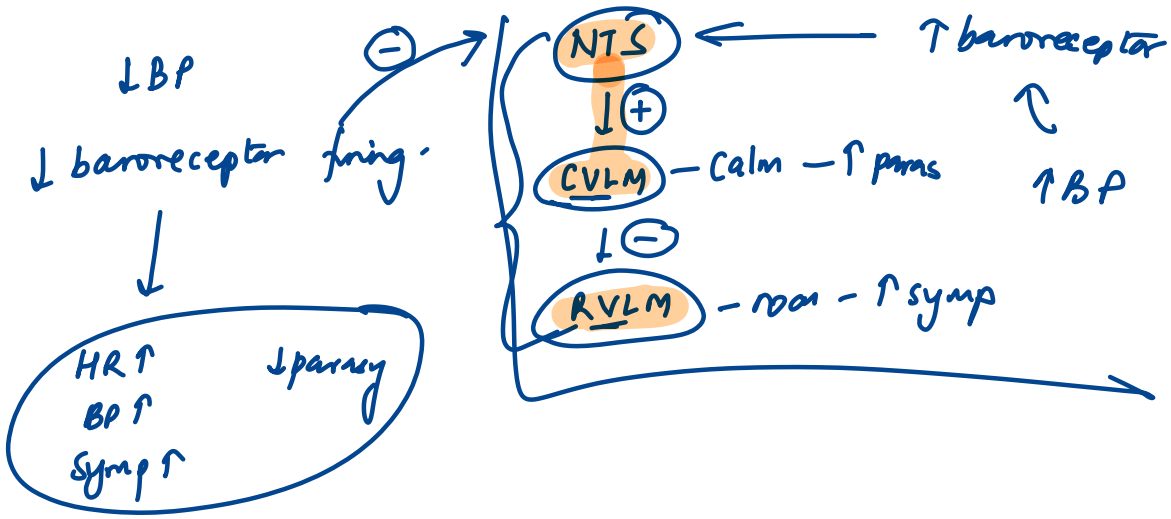 ↓BP
↓ baroreceptor firing.
HR↑ ↓parasy
BP↑
Symp↑
−
NTS
↓ +
CVLM – Calm – ↑ paras
↓ −
RVLM – roar – ↑ symp
↑ baroreceptor
↑BP